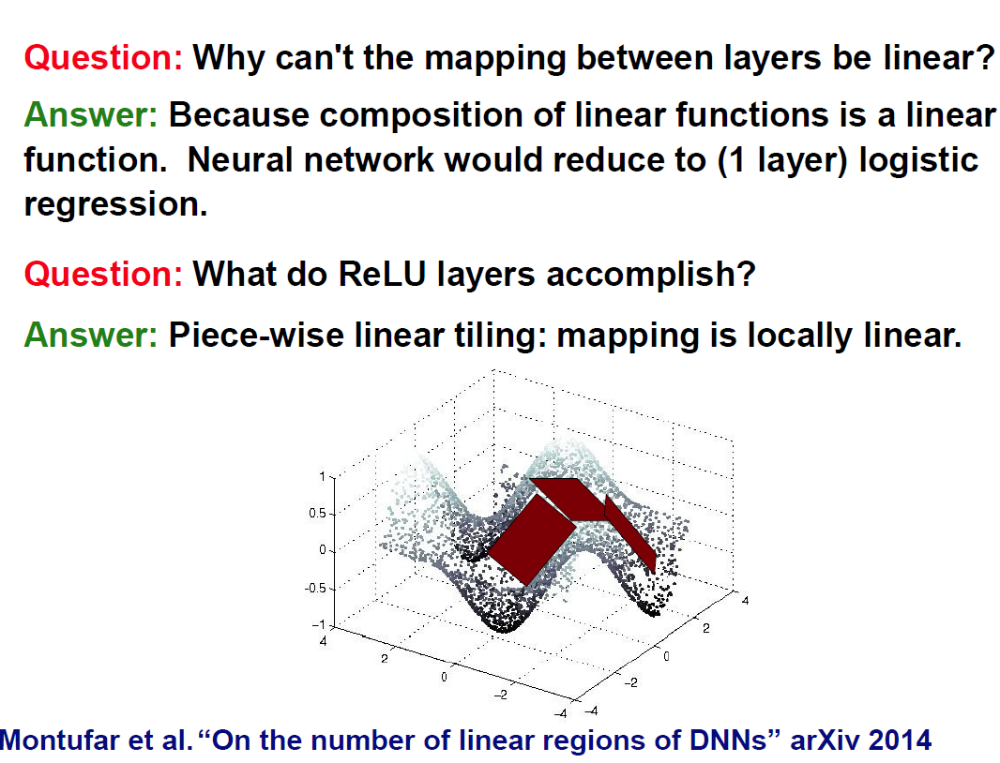 Question: Why can't the mapping between layers be linear?
Answer: Because composition of linear functions is a linear
function.  Neural network would reduce to (1 layer) logistic
regression.
Question: What do ReLU layers accomplish?
Answer: Piece-wise linear tiling: mapping is locally linear.
1
0.5
0
-0.5
-1
4
2
0
-2
-4
-4
-2
0
2
4
Montufar et al. “On the number of linear regions of DNNs” arXiv 2014